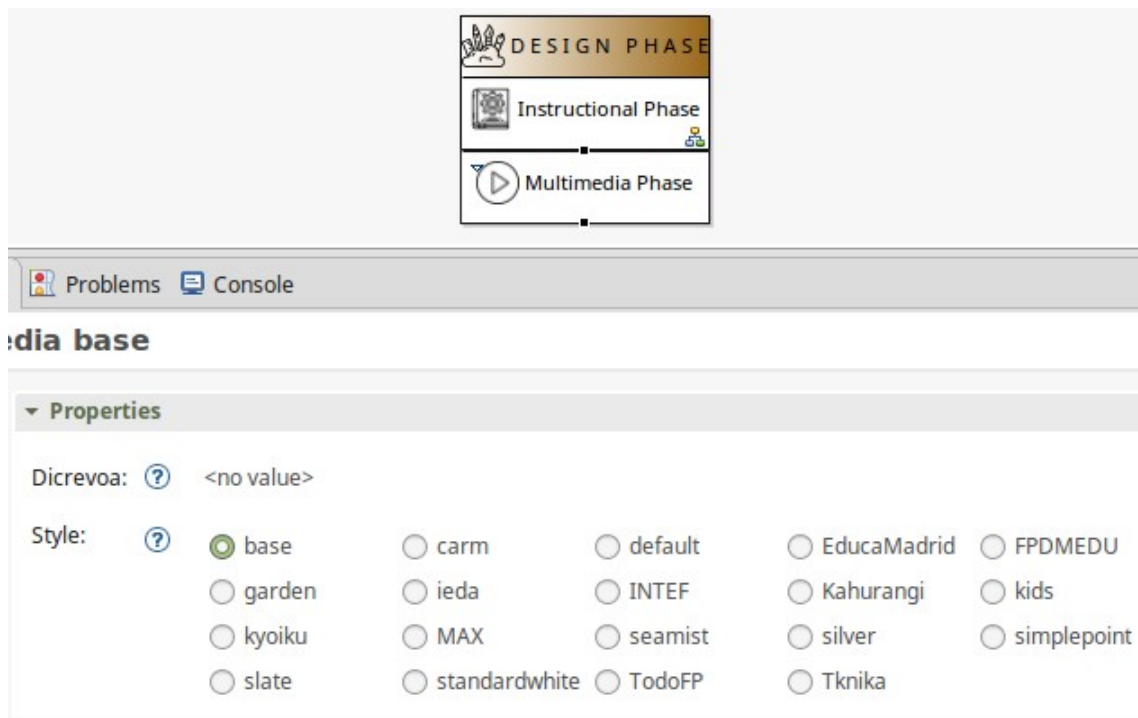 DESIGN PHASE
Instructional Phase
Multimedia Phase
Problems Console
dia base
Properties
Dicrevoa: ? <no value>
Style: ? base carm default EducaMadrid FPDMEDU
garden ieda INTEF Kahurangi kids
kyoiku MAX seamist silver simplepoint
slate standardwhite TodoFP Tknika